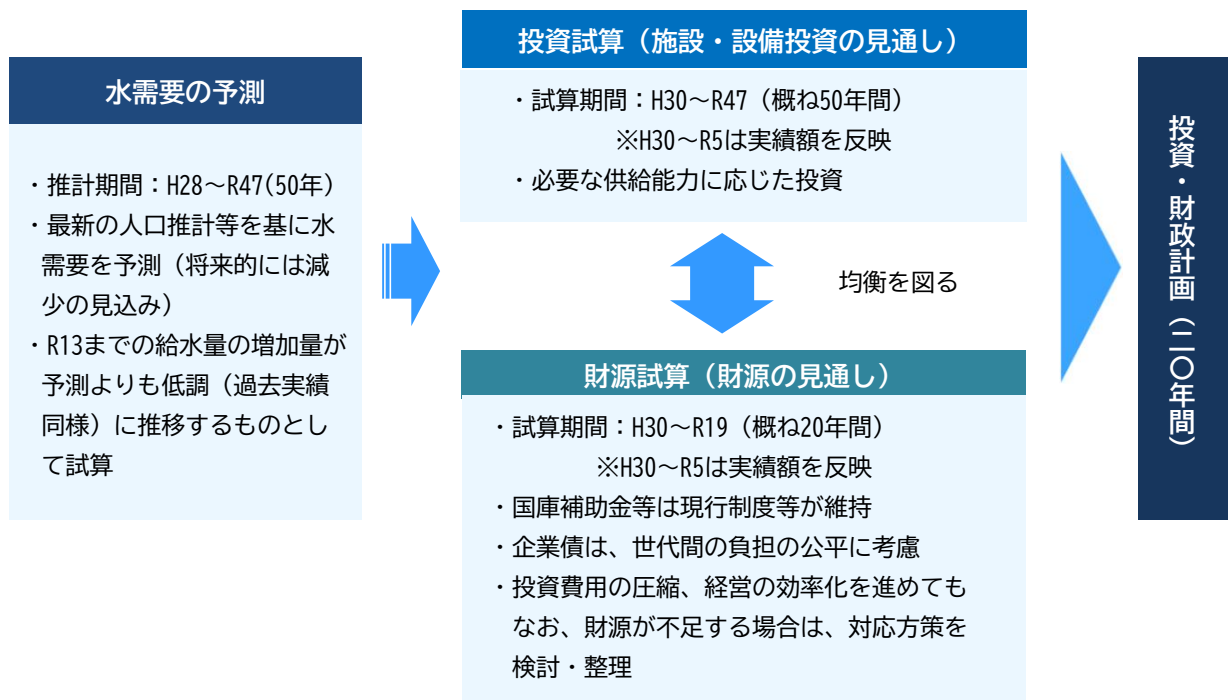 水需要の予測
・推計期間：H28～R47(50年)
・最新の人口推計等を基に水
需要を予測（将来的には減
少の見込み）
・R13までの給水量の増加量が
予測よりも低調（過去実績
同様）に推移するものとし
て試算
投資試算（施設・設備投資の見通し）
・試算期間：H30～R47（概ね50年間）
※H30～R5は実績額を反映
・必要な供給能力に応じた投資
均衡を図る
財源試算（財源の見通し）
・試算期間：H30～R19（概ね20年間）
※H30～R5は実績額を反映
・国庫補助金等は現行制度等が維持
・企業債は、世代間の負担の公平に考慮
・投資費用の圧縮、経営の効率化を進めても
なお、財源が不足する場合は、対応方策を
検討・整理
投資・財政計画（二〇年間）